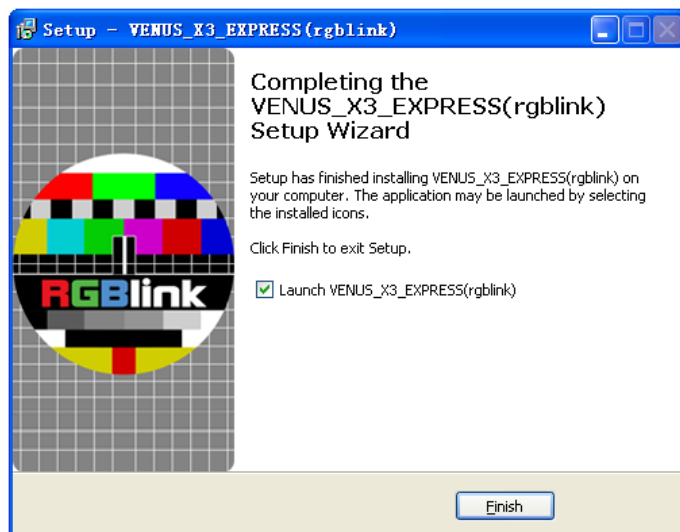 Setup - VENUS_X3_EXPRESS(rgblink)
Completing the
VENUS_X3_EXPRESS(rgblink)
Setup Wizard
Setup has finished installing VENUS_X3_EXPRESS(rgblink) on
your computer. The application may be launched by selecting
the installed icons.
Click Finish to exit Setup.
Launch VENUS_X3_EXPRESS(rgblink)
RGBlink
Finish